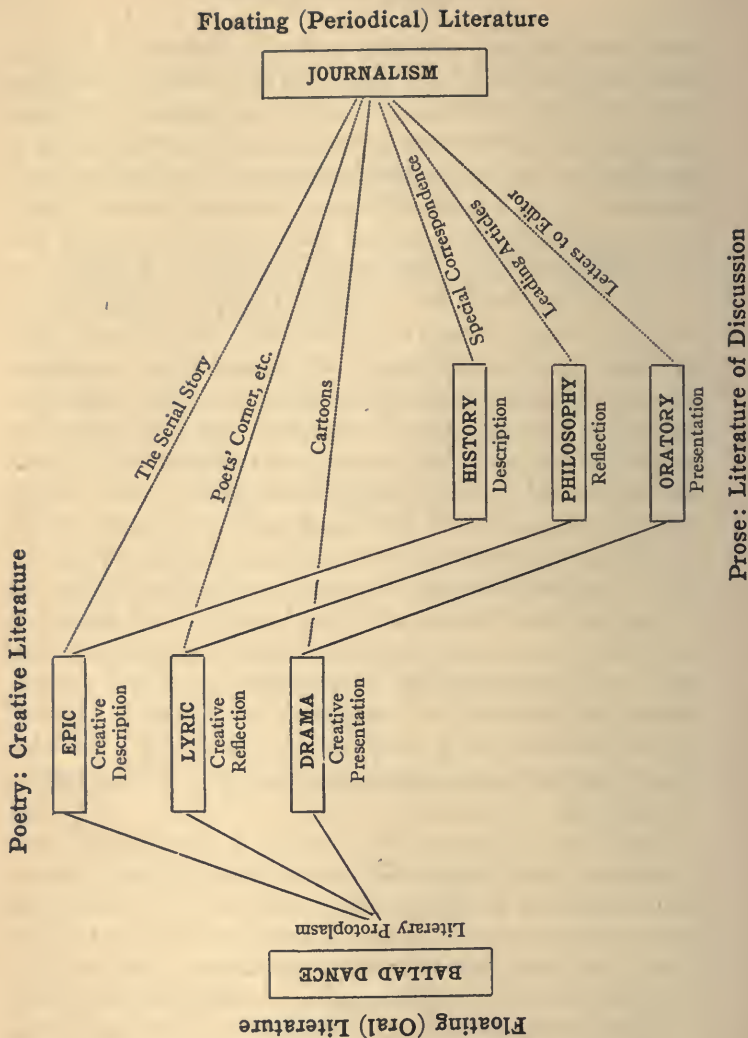 Floating (Periodical) Literature
JOURNALISM
Special Correspondence
Leading Articles
Letters to Editor
The Serial Story
Poets' Corner, etc.
Cartoons
Poetry: Creative Literature
EPIC
Creative
Description
LYRIC
Creative
Reflection
DRAMA
Creative
Presentation
HISTORY
Description
PHILOSOPHY
Reflection
ORATORY
Presentation
Prose: Literature of Discussion
Literary Protoplasm
BALLAD DANCE
Floating (Oral) Literature